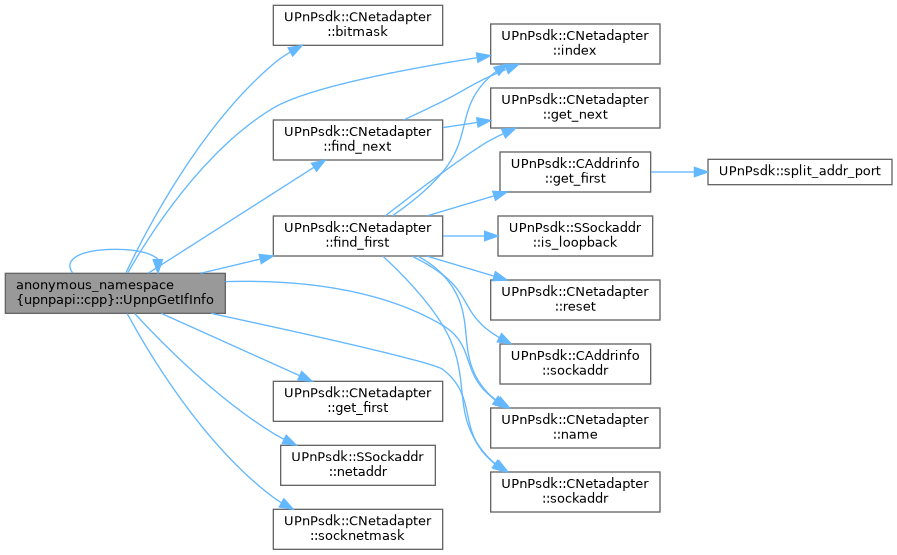 UPnPsdk::CNetadapter
::bitmask
UPnPsdk::CNetadapter
::index
UPnPsdk::CNetadapter
::get_next
UPnPsdk::CNetadapter
::find_next
UPnPsdk::CAddrinfo
::get_first
UPnPsdk::split_addr_port
UPnPsdk::CNetadapter
::find_first
UPnPsdk::SSockaddr
::is_loopback
anonymous_namespace
{upnpapi::cpp}::UpnpGetIfInfo
UPnPsdk::CNetadapter
::reset
UPnPsdk::CAddrinfo
::sockaddr
UPnPsdk::CNetadapter
::get_first
UPnPsdk::CNetadapter
::name
UPnPsdk::SSockaddr
::netaddr
UPnPsdk::CNetadapter
::sockaddr
UPnPsdk::CNetadapter
::socknetmask